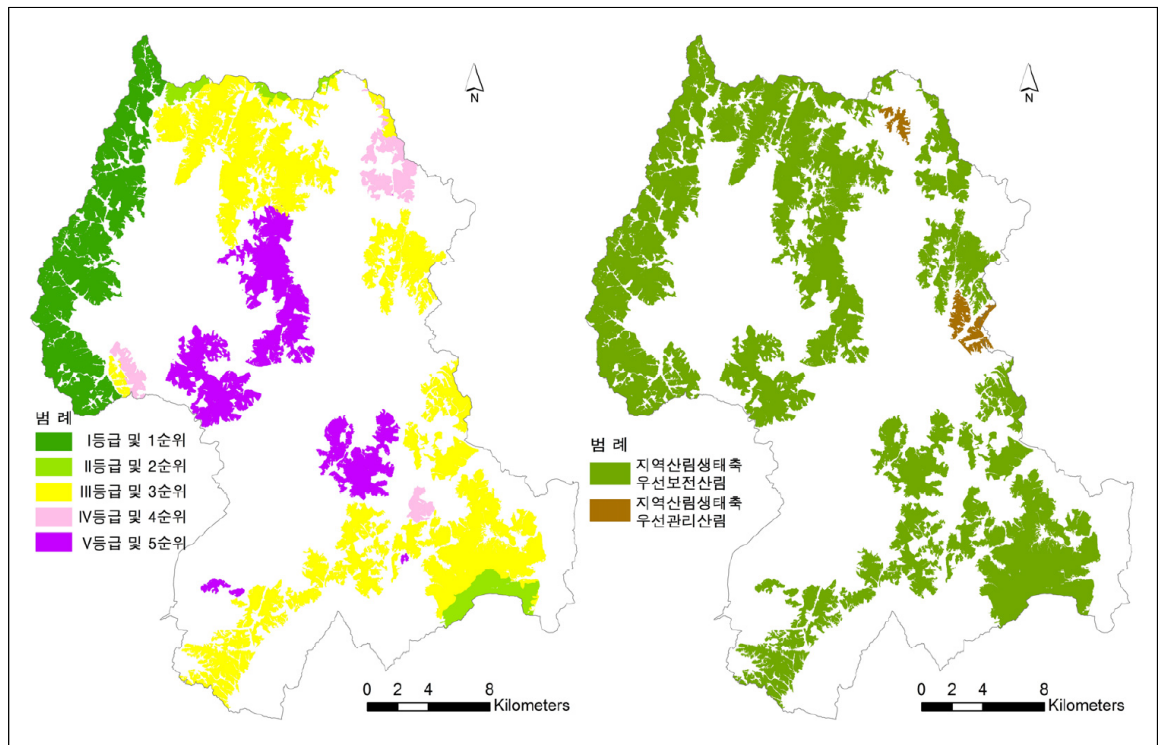 N
범 례
I등급 및 1순위
II등급 및 2순위
III등급 및 3순위
IV등급 및 4순위
V등급 및 5순위
0 2 4 8
Kilometers
N
범 례
지역산림생태축
우선보전산림
지역산림생태축
우선관리산림
0 2 4 8
Kilometers